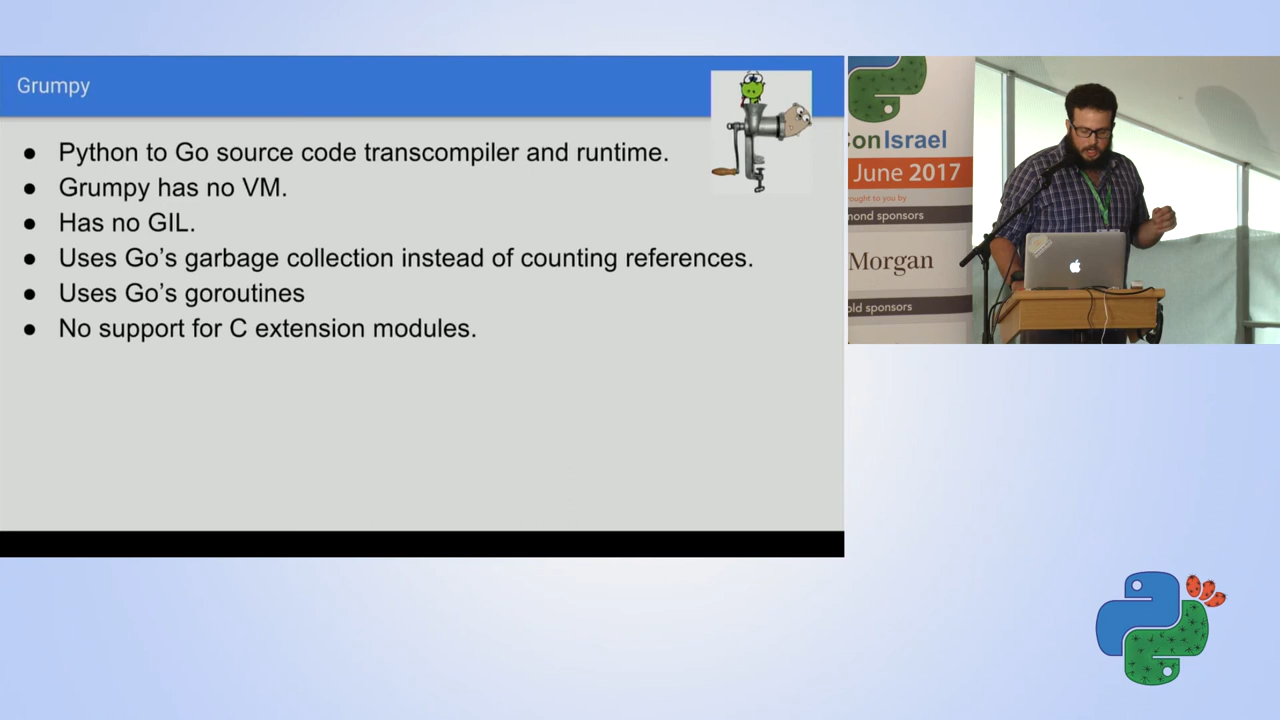 Grumpy
● Python to Go source code transcompiler and runtime.
● Grumpy has no VM.
● Has no GIL.
● Uses Go's garbage collection instead of counting references.
● Uses Go's goroutines
● No support for C extension modules.
onIsrael
June 2017
ought to you by
mond sponsors
Morgan
old sponsors